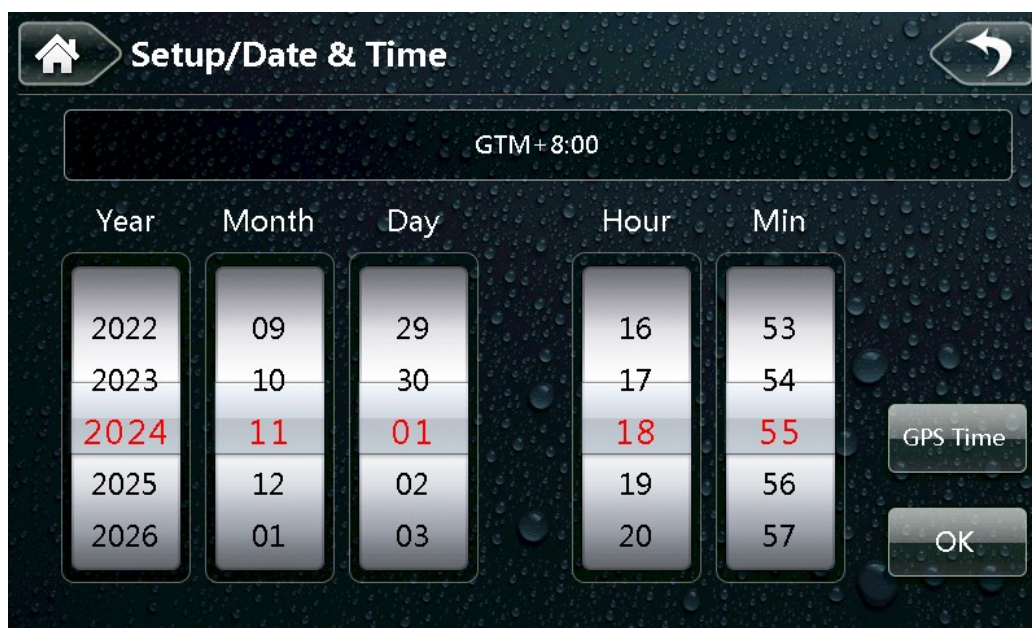 Setup/Date & Time
GTM+8:00
Year Month Day Hour Min
2022 09 29 16 53
2023 10 30 17 54
2024 11 01 18 55
GPS Time
2025 12 02 19 56
2026 01 03 20 57
OK